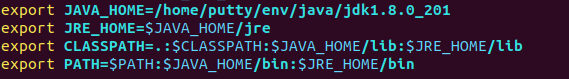 export JAVA_HOME=/home/putty/env/java/jdk1.8.0_201
export JRE_HOME=$JAVA_HOME/jre
export CLASSPATH=.:$CLASSPATH:$JAVA_HOME/lib:$JRE_HOME/lib
export PATH=$PATH:$JAVA_HOME/bin:$JRE_HOME/bin